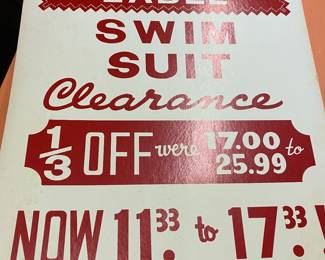 SWIM
SUIT
Clearance
1/3 OFF were 17.00 to 25.99
NOW 11.33 to 17.33!